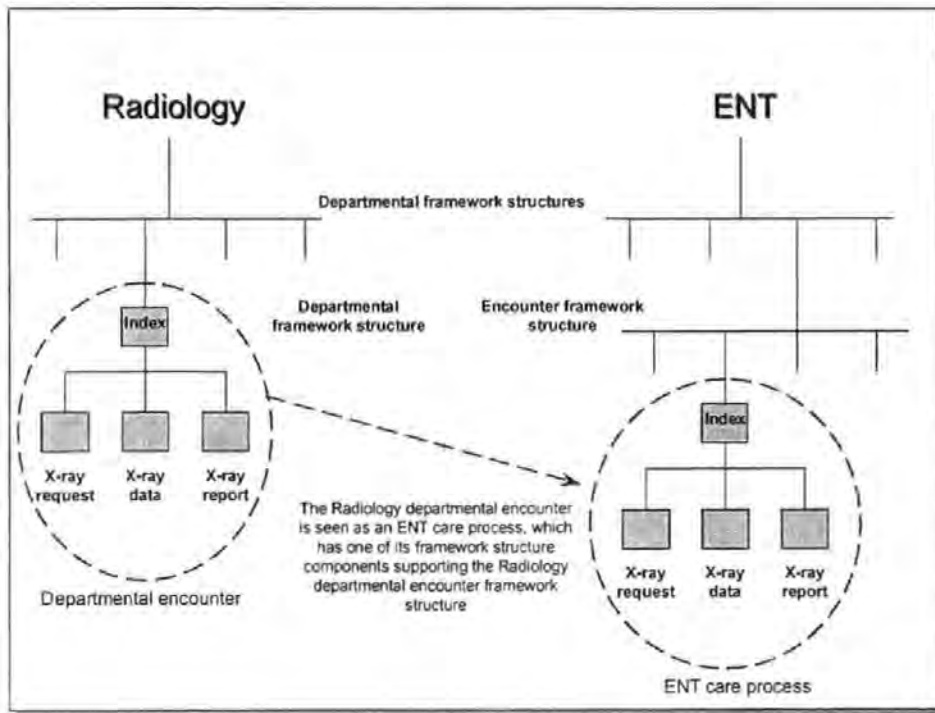 Radiology
ENT
Departmental framework structures
Departmental
framework structure
Encounter framework
structure
Index
X-ray
request
X-ray
data
X-ray
report
Departmental encounter
The Radiology departmental encounter
is seen as an ENT care process, which
has one of its framework structure
components supporting the Radiology
departmental encounter framework
structure
Index
X-ray
request
X-ray
data
X-ray
report
ENT care process